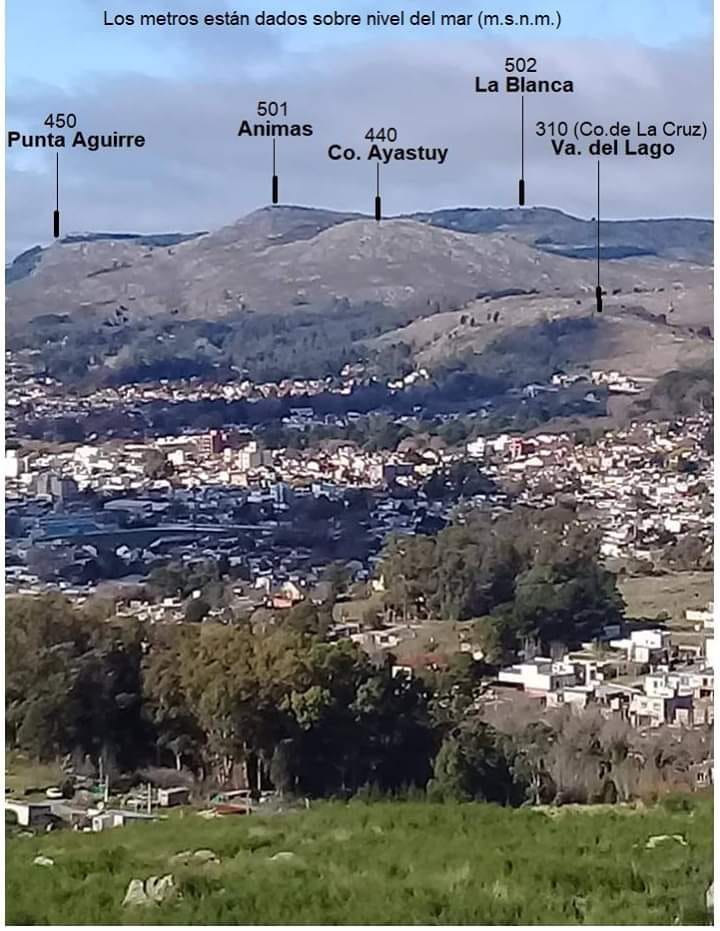 Los metros están dados sobre nivel del mar (m.s.n.m.)
502
La Blanca
501
Animas
450
Punta Aguirre
440
Co. Ayastuy
310 (Co.de La Cruz)
Va. del Lago